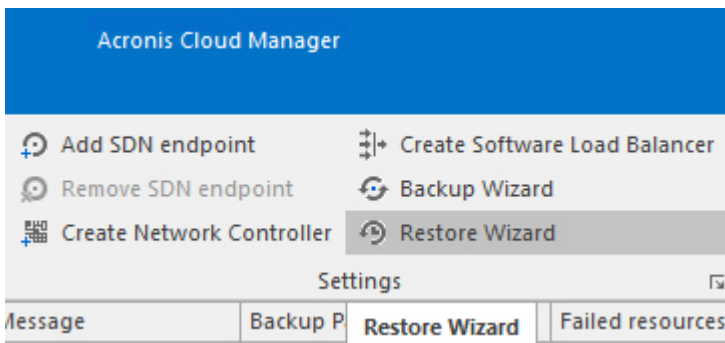 Acronis Cloud Manager
Add SDN endpoint
Create Software Load Balancer
Remove SDN endpoint
Backup Wizard
Create Network Controller
Restore Wizard
Settings
Message
Backup P
Restore Wizard
Failed resources